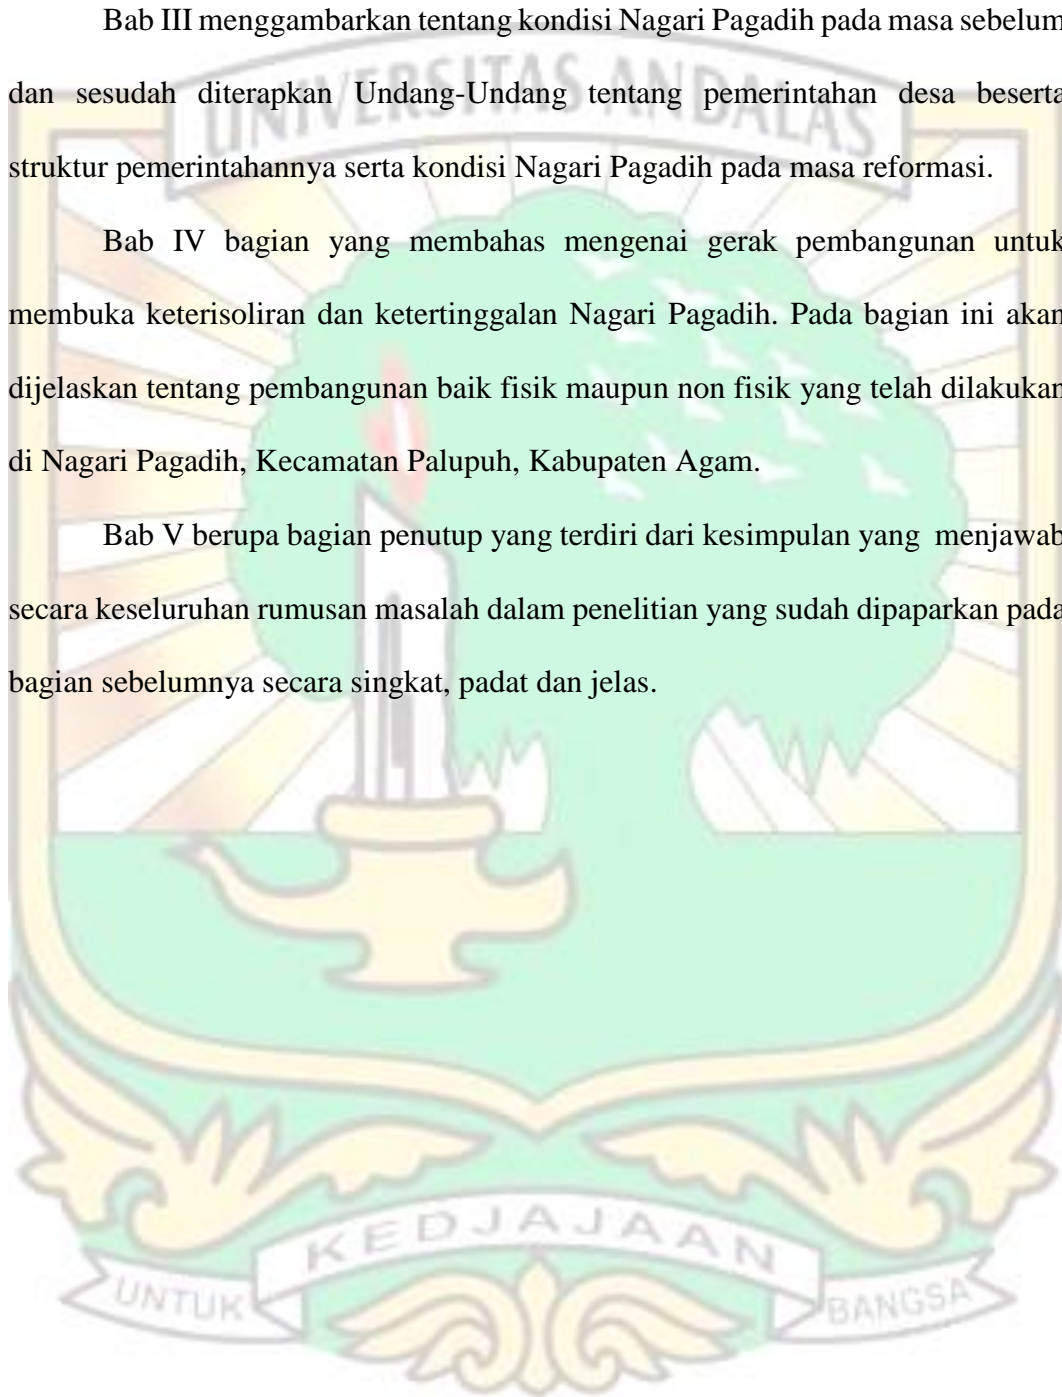 Bab III menggambarkan tentang kondisi Nagari Pagadih pada masa sebelum
dan sesudah diterapkan Undang-Undang tentang pemerintahan desa beserta
UNIVERSITAS ANDALAS
struktur pemerintahannya serta kondisi Nagari Pagadih pada masa reformasi.
Bab IV bagian yang membahas mengenai gerak pembangunan untuk
membuka keterisoliran dan ketertinggalan Nagari Pagadih. Pada bagian ini akan
dijelaskan tentang pembangunan baik fisik maupun non fisik yang telah dilakukan
di Nagari Pagadih, Kecamatan Palupuh, Kabupaten Agam.
Bab V berupa bagian penutup yang terdiri dari kesimpulan yang menjawab
secara keseluruhan rumusan masalah dalam penelitian yang sudah dipaparkan pada
bagian sebelumnya secara singkat, padat dan jelas.
UNTUK KEDJAJAAN BANGSA